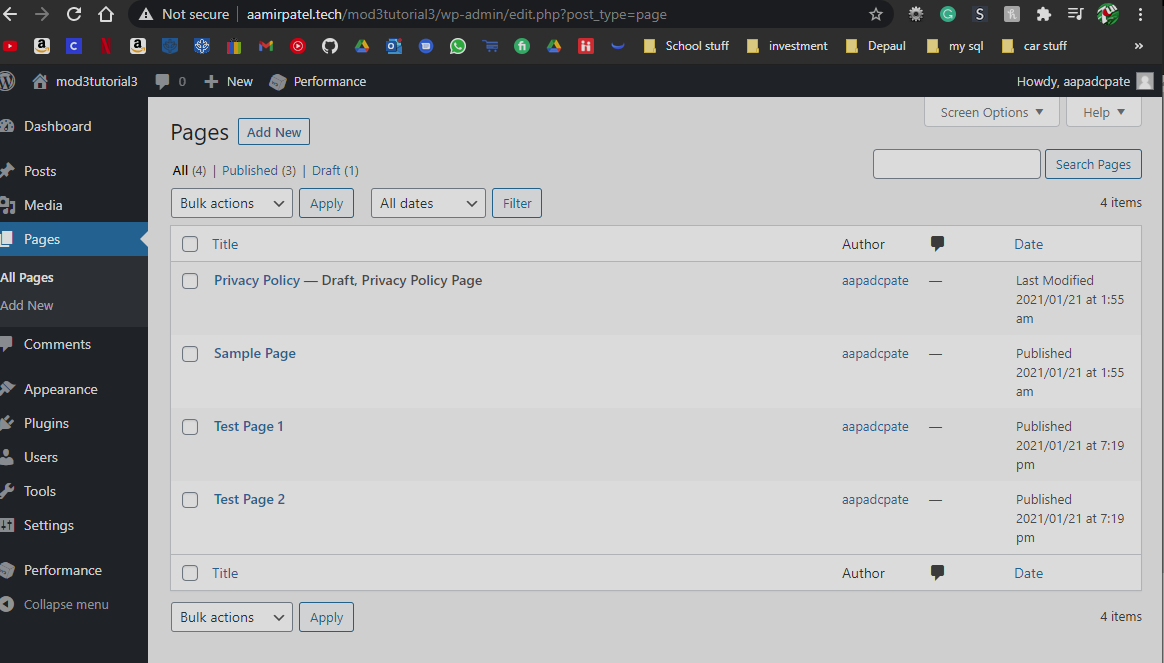 Not secure | aamirpatel.tech/mod3tutorial3/wp-admin/edit.php?post_type=page
School stuff investment Depaul my sql car stuff »
mod3tutorial3 0 New Performance Howdy, aapadcpate
Screen Options Help
Dashboard
Posts
Media
Pages
All Pages
Add New
Comments
Appearance
Plugins
Users
Tools
Settings
Performance
Collapse menu
Pages Add New
All (4) | Published (3) | Draft (1)
Search Pages
Bulk actions Apply All dates Filter 4 items
Title Author Date
Privacy Policy — Draft, Privacy Policy Page aapadcpate — Last Modified
2021/01/21 at 1:55
am
Sample Page aapadcpate — Published
2021/01/21 at 1:55
am
Test Page 1 aapadcpate — Published
2021/01/21 at 7:19
pm
Test Page 2 aapadcpate — Published
2021/01/21 at 7:19
pm
Title Author Date
Bulk actions Apply 4 items